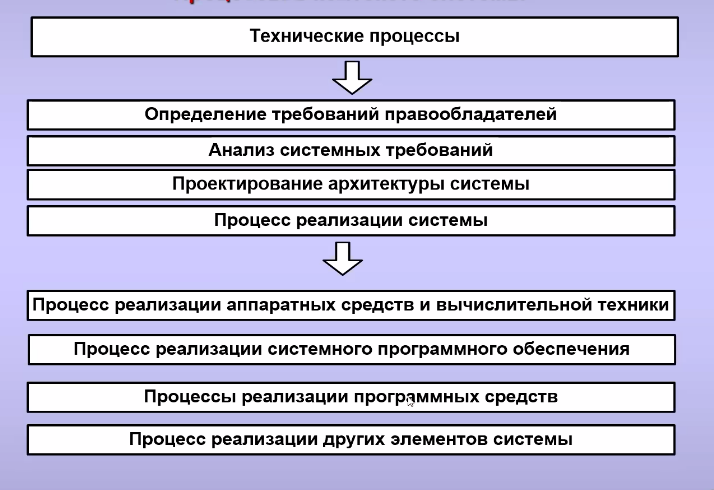 Технические процессы
Определение требований правообладателей
Анализ системных требований
Проектирование архитектуры системы
Процесс реализации системы
Процесс реализации аппаратных средств и вычислительной техники
Процесс реализации системного программного обеспечения
Процессы реализации программных средств
Процесс реализации других элементов системы